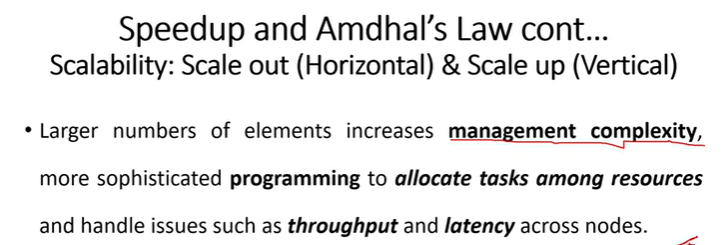 Speedup and Amdhal’s Law cont…
Scalability: Scale out (Horizontal) & Scale up (Vertical)
• Larger numbers of elements increases management complexity,
more sophisticated programming to allocate tasks among resources
and handle issues such as throughput and latency across nodes.